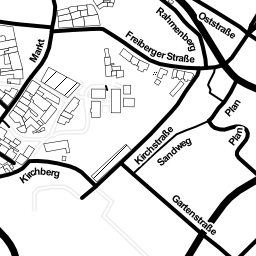 Rahmenberg
Oststraße
Markt
Freiberger Straße
Plan
Plan
Kirchstraße
Sandweg
Kirchberg
Gartenstraße